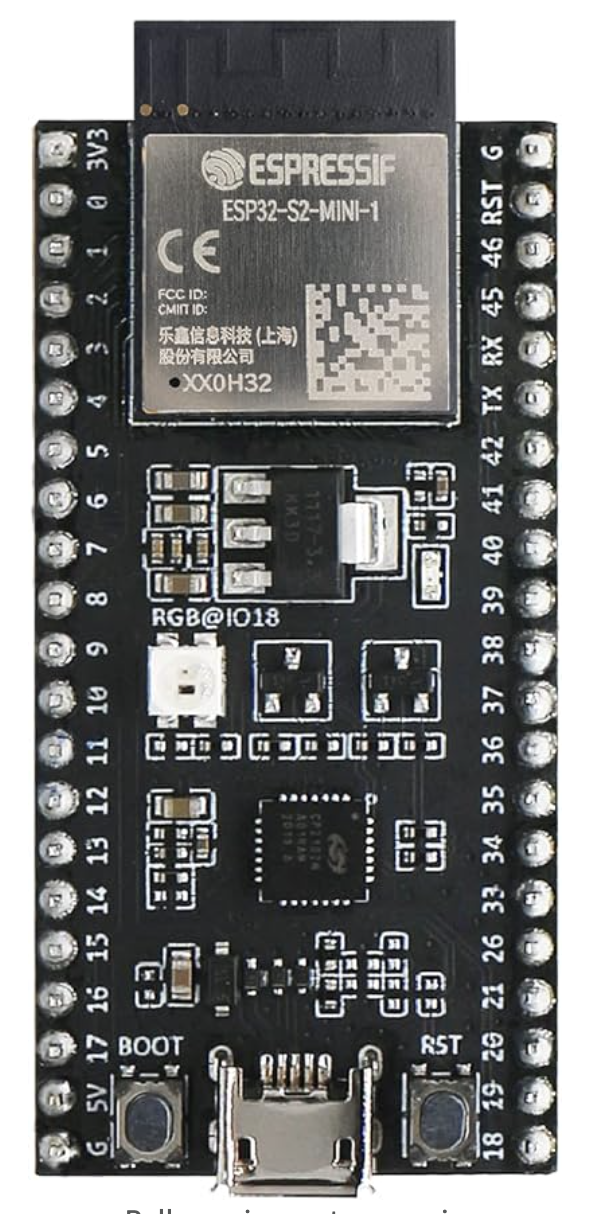 3V3
0
1
2
3
4
5
6
7
8
9
10
11
12
13
14
15
16
17
5V
G
ESPRESSIF
ESP32-S2-MINI-1
CE
FCC ID:
CMIIT ID:
乐鑫信息科技(上海)
股份有限公司
XX0H32
RGB@IO18
BOOT
RST
G
RST
46
45
RX
TX
42
41
40
39
38
37
36
35
34
33
26
21
20
19
18